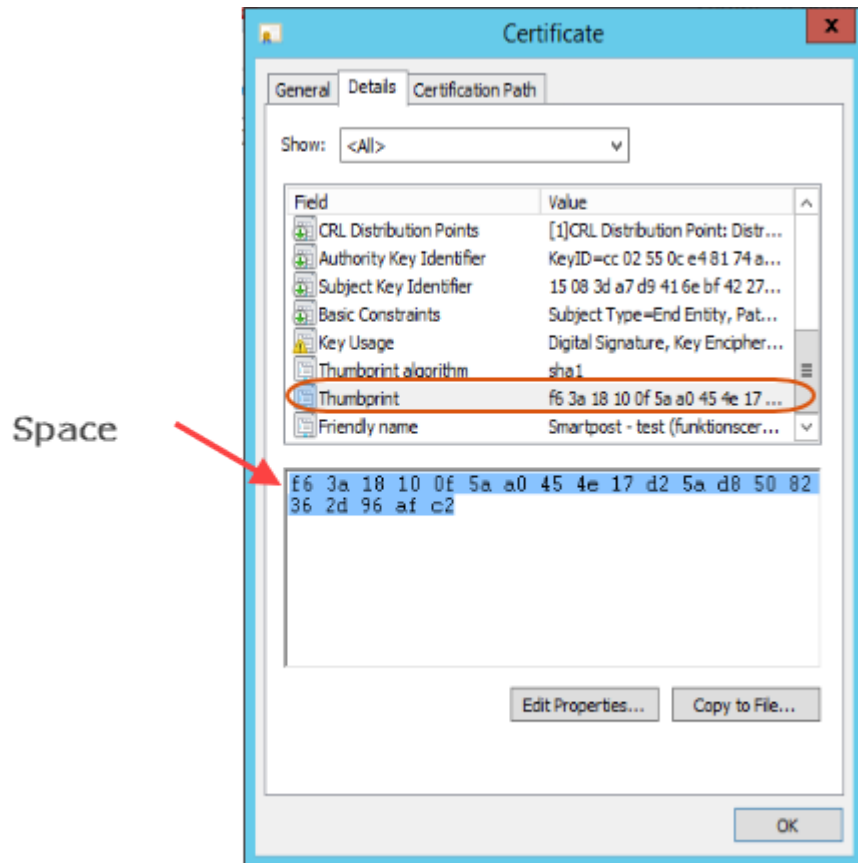 Certificate
x
General Details Certification Path
Show: <All>
Field Value
CRL Distribution Points [1]CRL Distribution Point: Distr...
Authority Key Identifier KeyID=cc 02 55 0c e4 81 74 a...
Subject Key Identifier 15 08 3d a7 d9 41 6e bf 42 27...
Basic Constraints Subject Type=End Entity, Pat...
Key Usage Digital Signature, Key Encipher...
Thumbprint algorithm sha1
Thumbprint f6 3a 18 10 0f 5a a0 45 4e 17 ...
Friendly name Smartpost - test (funktionscer...
Space
f6 3a 18 10 0f 5a a0 45 4e 17 d2 5a d8 50 82
36 2d 96 af c2
Edit Properties... Copy to File...
OK